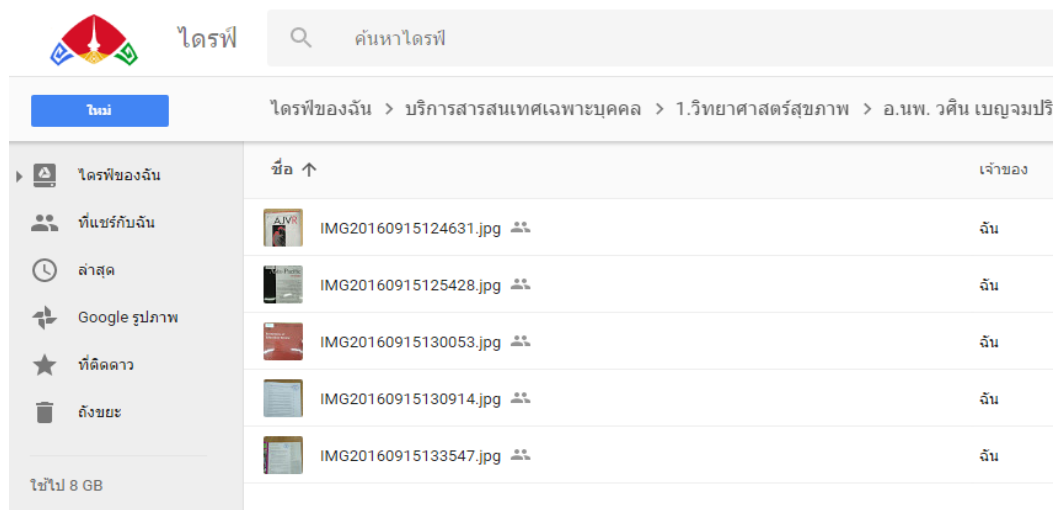 ไดรฟ์
ค้นหาไดรฟ์
ใหม่
ไดรฟ์ของฉัน > บริการสารสนเทศเฉพาะบุคคล > 1.วิทยาศาสตร์สุขภาพ > อ.นพ. วศิน เบญจมปริ
ชื่อ
เจ้าของ
ไดรฟ์ของฉัน
ที่แชร์กับฉัน
ล่าสุด
Google รูปภาพ
ที่ติดดาว
ถังขยะ
ใช้ไป 8 GB
AJVR
IMG20160915124631.jpg ฉัน
IMG20160915125428.jpg ฉัน
IMG20160915130053.jpg ฉัน
IMG20160915130914.jpg ฉัน
IMG20160915133547.jpg ฉัน